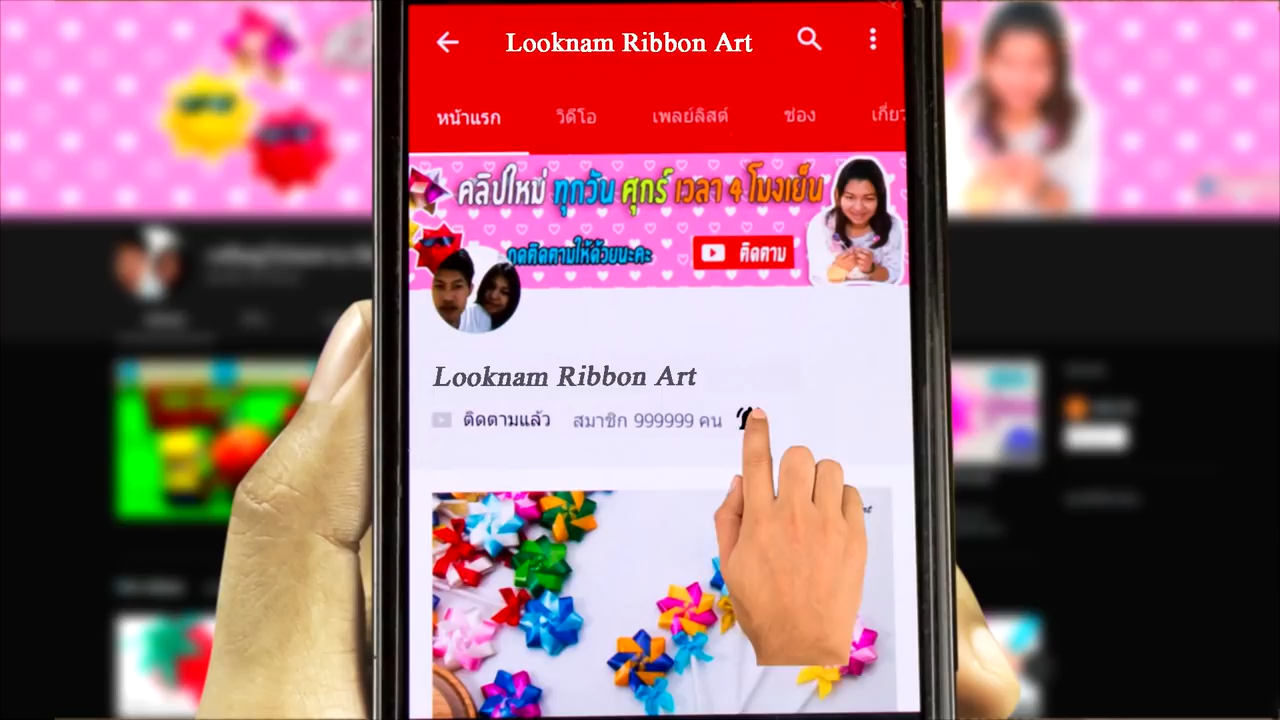 Looknam Ribbon Art
หน้าแรก วิดีโอ เพลย์ลิสต์ ช่อง เกี่ยว
คลิปใหม่ ทุกวัน ศุกร์ เวลา 4 โมงเย็น
กดติดตามให้ด้วยนะคะ ติดตาม
Looknam Ribbon Art
ติดตามแล้ว สมาชิก 999999 คน